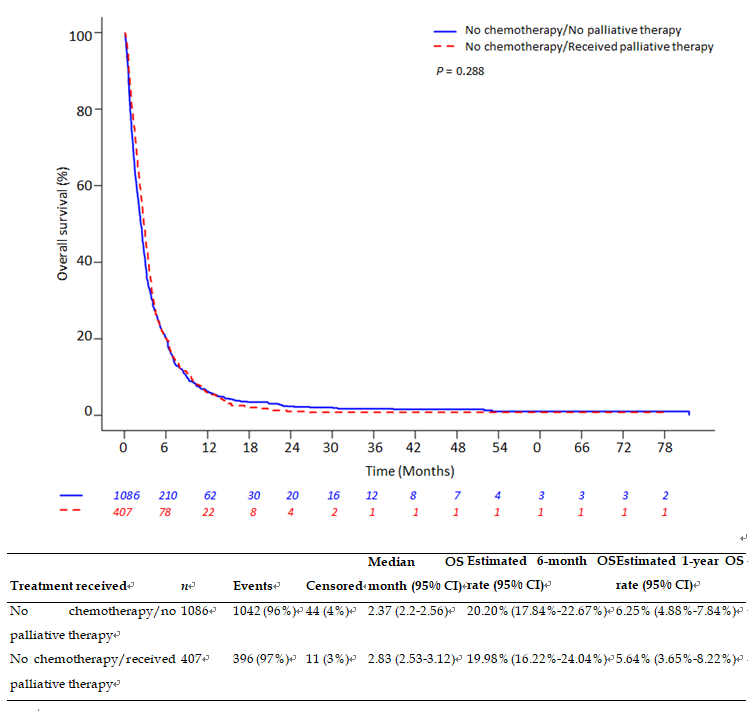 100
80
60
40
20
0
Overall survival (%)
No chemotherapy/No palliative therapy
No chemotherapy/Received palliative therapy
P = 0.288
0 6 12 18 24 30 36 42 48 54 0 66 72 78
Time (Months)
1086 210 62 30 20 16 12 8 7 4 3 3 3 2
407 78 22 8 4 2 1 1 1 1 1 1 1 1
Median OS Estimated 6-month OS Estimated 1-year OS
Treatment received n Events Censored month (95% CI) rate (95% CI) rate (95% CI)
No chemotherapy/no 1086 1042 (96%) 44 (4%) 2.37 (2.2-2.56) 20.20% (17.84%-22.67%) 6.25% (4.88%-7.84%)
palliative therapy
No chemotherapy/received 407 396 (97%) 11 (3%) 2.83 (2.53-3.12) 19.98% (16.22%-24.04%) 5.64% (3.65%-8.22%)
palliative therapy